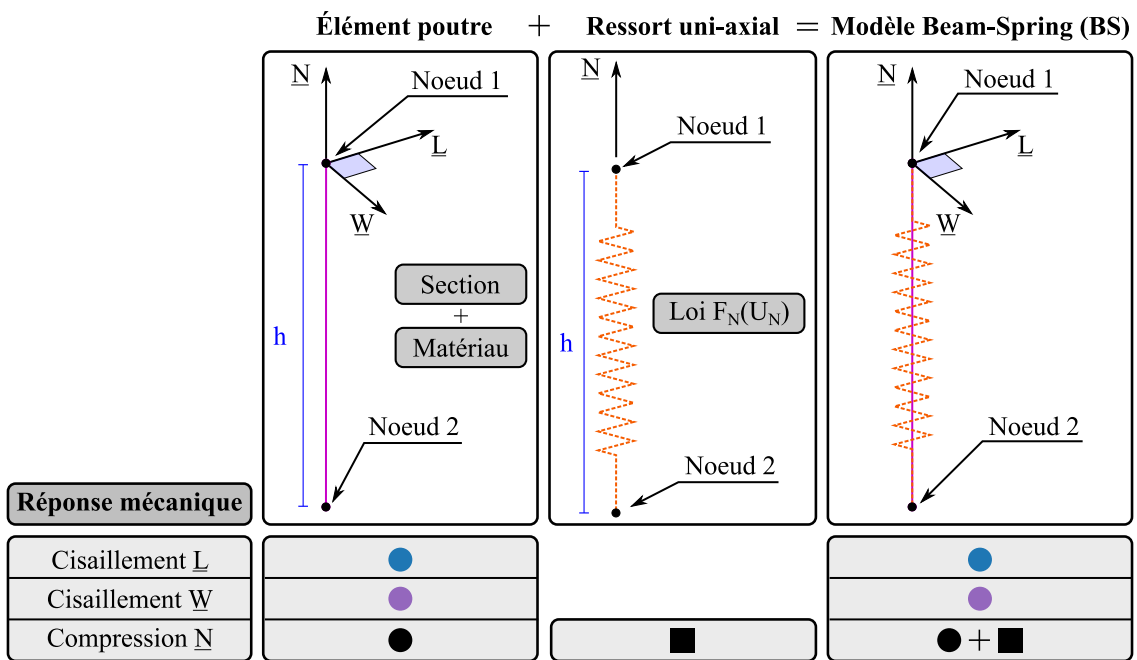 Élément poutre + Ressort uni-axial = Modèle Beam-Spring (BS)
N
Noeud 1
L
W
Section
+
Matériau
h
Noeud 2
N
Noeud 1
Loi F_N(U_N)
h
Noeud 2
N
Noeud 1
L
W
Noeud 2
Réponse mécanique
Cisaillement L
Cisaillement W
Compression N
+